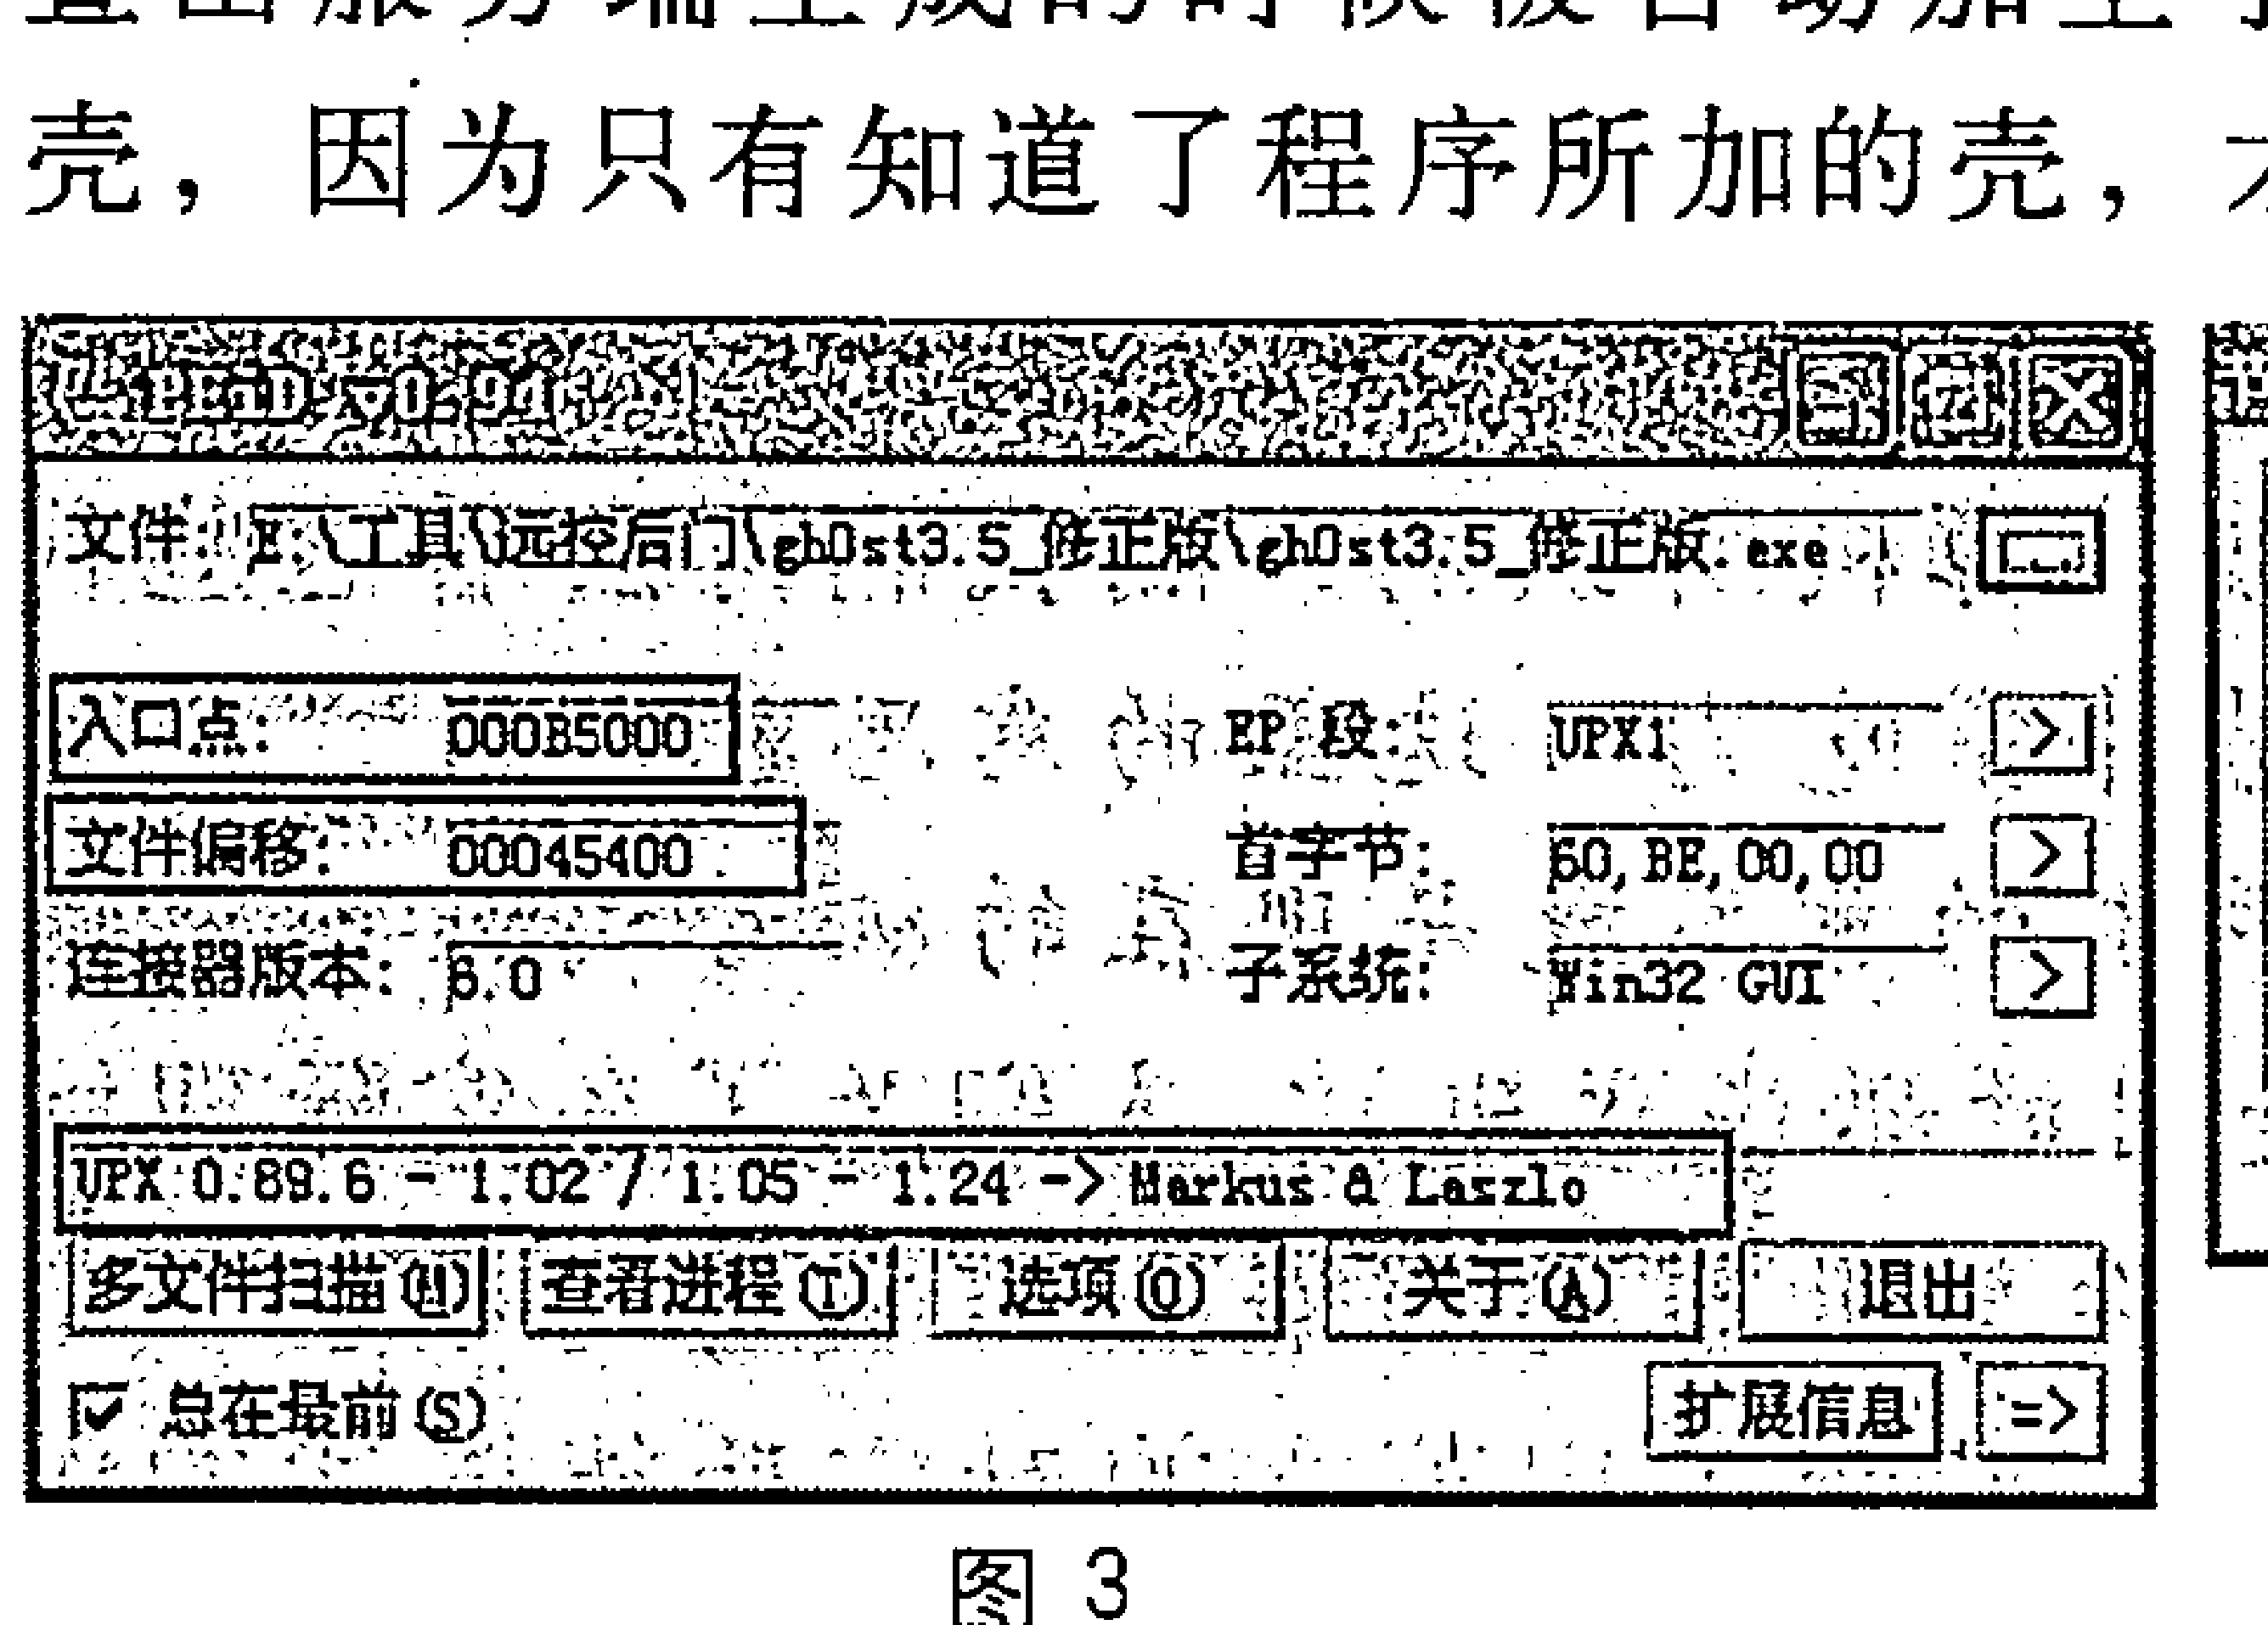 壳，因为只有知道了程序所加的壳，
PEiD v0.94
文件: \工具\远控后门\gh0st3.5_修正版\gh0st3.5_修正版.exe ...
入口点: 000B5000 EP 段: UPX1 >
文件偏移: 00045400 首字节: 60,BE,00,00 >
连接器版本: 6.0 子系统: Win32 GUI >
UPX 0.89.6 - 1.02 / 1.05 - 1.24 -> Markus & Laszlo
多文件扫描(M) 查看进程(T) 选项(O) 关于(A) 退出
总在最前(S) 扩展信息 =>
图 3